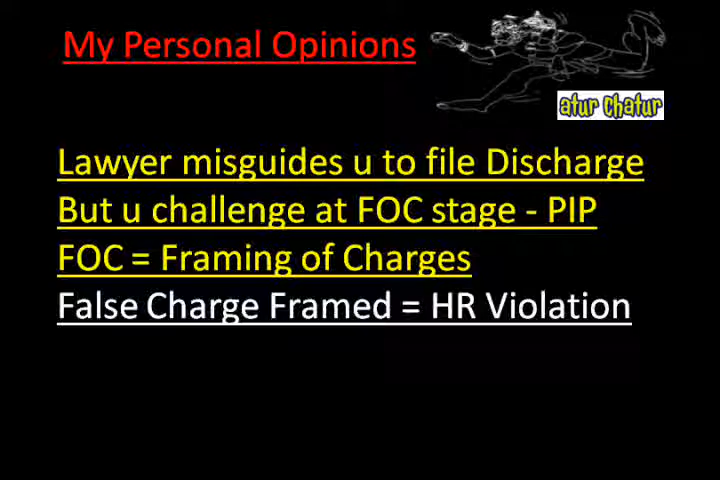 My Personal Opinions
atur chatur
Lawyer misguides u to file Discharge
But u challenge at FOC stage - PIP
FOC = Framing of Charges
False Charge Framed = HR Violation